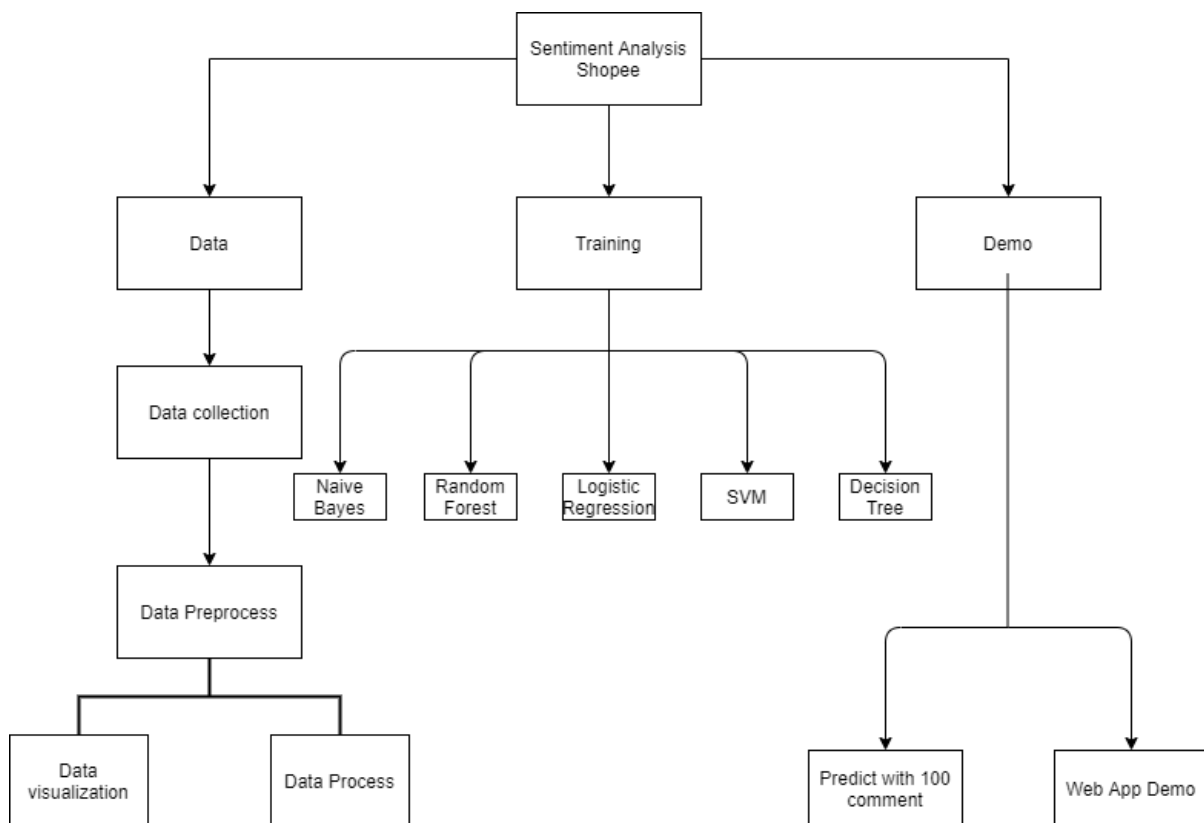 Sentiment Analysis
Shopee
Data
Training
Demo
Data collection
Naive
Bayes
Random
Forest
Logistic
Regression
SVM
Decision
Tree
Data Preprocess
Data
visualization
Data Process
Predict with 100
comment
Web App Demo